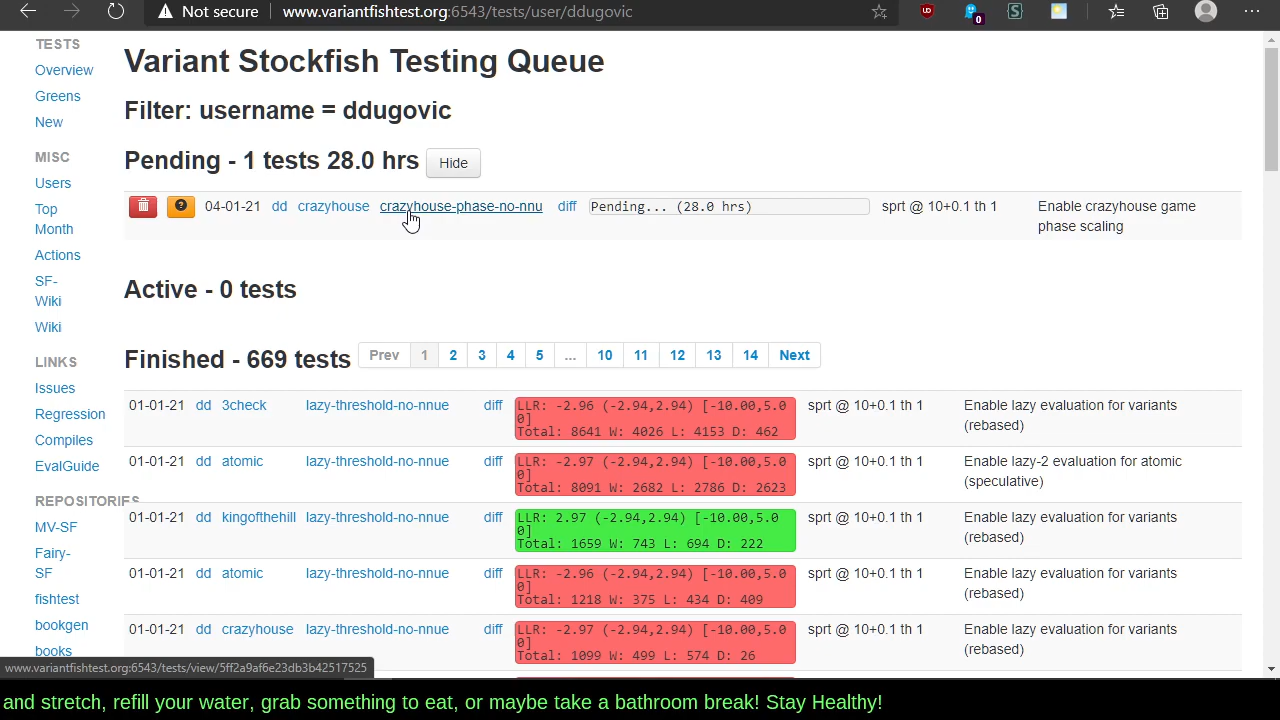 Not secure www.variantfishtest.org:6543/tests/user/ddugovic
0
TESTS
Overview
Greens
New
MISC
Users
Top
Month
Actions
SF-
Wiki
Wiki
LINKS
Issues
Regression
Compiles
EvalGuide
REPOSITORIES
MV-SF
Fairy-
SF
fishtest
bookgen
books
Variant Stockfish Testing Queue
Filter: username = ddugovic
Pending - 1 tests 28.0 hrs Hide
04-01-21 dd crazyhouse crazyhouse-phase-no-nnu diff Pending... (28.0 hrs) sprt @ 10+0.1 th 1 Enable crazyhouse game
phase scaling
Active - 0 tests
Finished - 669 tests Prev 1 2 3 4 5 ... 10 11 12 13 14 Next
01-01-21 dd 3check lazy-threshold-no-nnue diff LLR: -2.96 (-2.94,2.94) [-10.00,5.0 sprt @ 10+0.1 th 1 Enable lazy evaluation for variants
0] (rebased)
Total: 8641 W: 4026 L: 4153 D: 462
01-01-21 dd atomic lazy-threshold-no-nnue diff LLR: -2.97 (-2.94,2.94) [-10.00,5.0 sprt @ 10+0.1 th 1 Enable lazy-2 evaluation for atomic
0] (speculative)
Total: 8091 W: 2682 L: 2786 D: 2623
01-01-21 dd kingofthehill lazy-threshold-no-nnue diff LLR: 2.97 (-2.94,2.94) [-10.00,5.0 sprt @ 10+0.1 th 1 Enable lazy evaluation for variants
0] (rebased)
Total: 1659 W: 743 L: 694 D: 222
01-01-21 dd atomic lazy-threshold-no-nnue diff LLR: -2.96 (-2.94,2.94) [-10.00,5.0 sprt @ 10+0.1 th 1 Enable lazy evaluation for variants
0] (rebased)
Total: 1218 W: 375 L: 434 D: 409
01-01-21 dd crazyhouse lazy-threshold-no-nnue diff LLR: -2.97 (-2.94,2.94) [-10.00,5.0 sprt @ 10+0.1 th 1 Enable lazy evaluation for variants
0] (rebased)
Total: 1099 W: 499 L: 574 D: 26
www.variantfishtest.org:6543/tests/view/5ff2a9af6e23db3b42517525
and stretch, refill your water, grab something to eat, or maybe take a bathroom break! Stay Healthy!